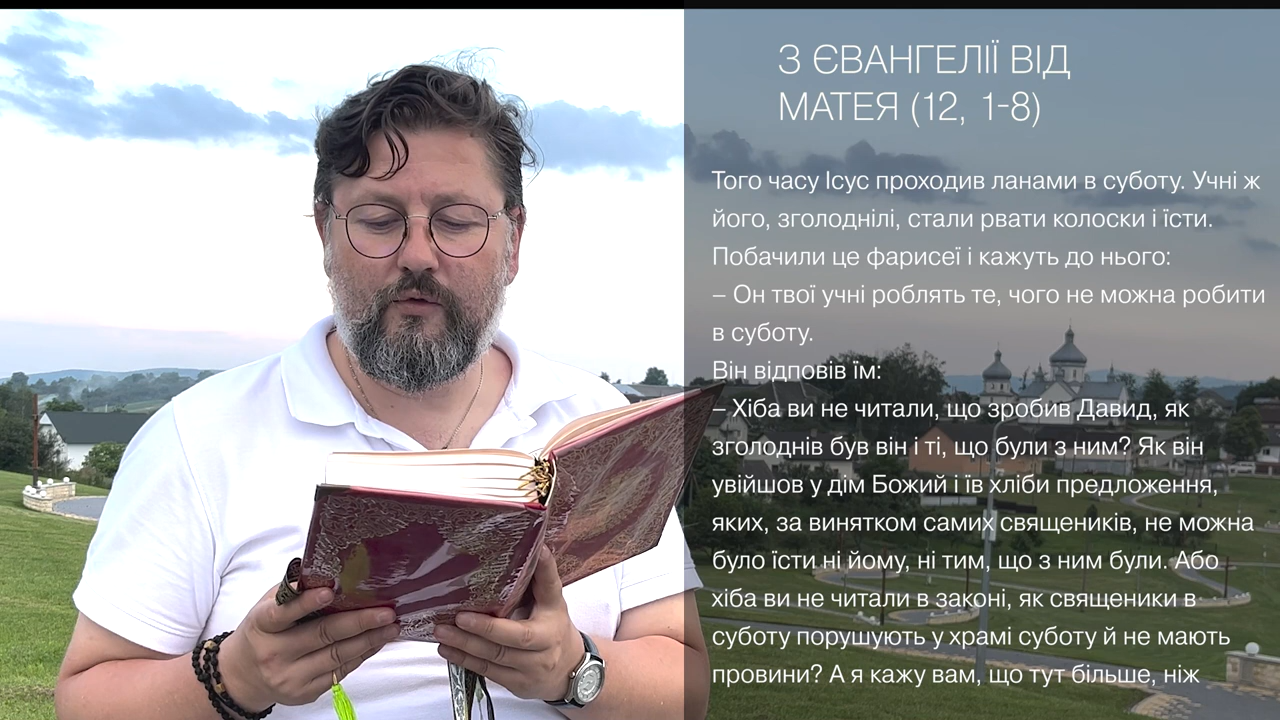 З ЄВАНГЕЛІЇ ВІД
МАТЕЯ (12, 1-8)
Того часу Ісус проходив ланами в суботу. Учні ж
його, зголоднілі, стали рвати колоски і їсти.
Побачили це фарисеї і кажуть до нього:
– Он твої учні роблять те, чого не можна робити
в суботу.
Він відповів їм:
– Хіба ви не читали, що зробив Давид, як
зголоднів був він і ті, що були з ним? Як він
увійшов у дім Божий і їв хліби предложення,
яких, за винятком самих священиків, не можна
було їсти ні йому, ні тим, що з ним були. Або
хіба ви не читали в законі, як священики в
суботу порушують у храмі суботу й не мають
провини? А я кажу вам, що тут більше, ніж